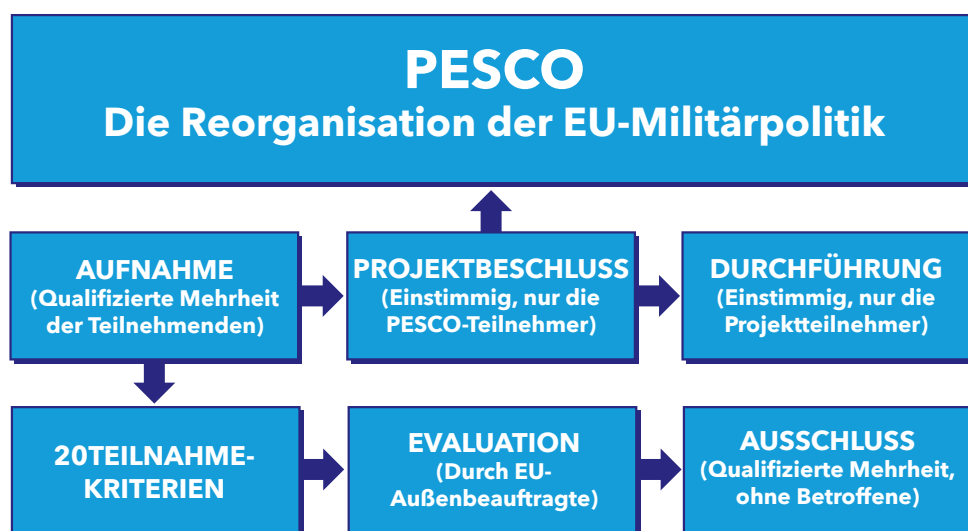 PESCO
Die Reorganisation der EU-Militärpolitik
AUFNAHME
(Qualifizierte Mehrheit
der Teilnehmenden)
PROJEKTBESCHLUSS
(Einstimmig, nur die
PESCO-Teilnehmer)
DURCHFÜHRUNG
(Einstimmig, nur die
Projektteilnehmer)
20TEILNAHME-
KRITERIEN
EVALUATION
(Durch EU-
Außenbeauftragte)
AUSSCHLUSS
(Qualifizierte Mehrheit,
ohne Betroffene)